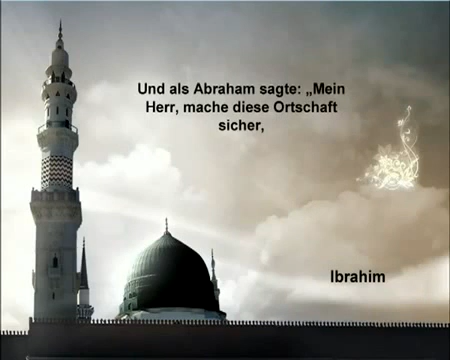 Und als Abraham sagte: „Mein
Herr, mache diese Ortschaft
sicher,
Ibrahim